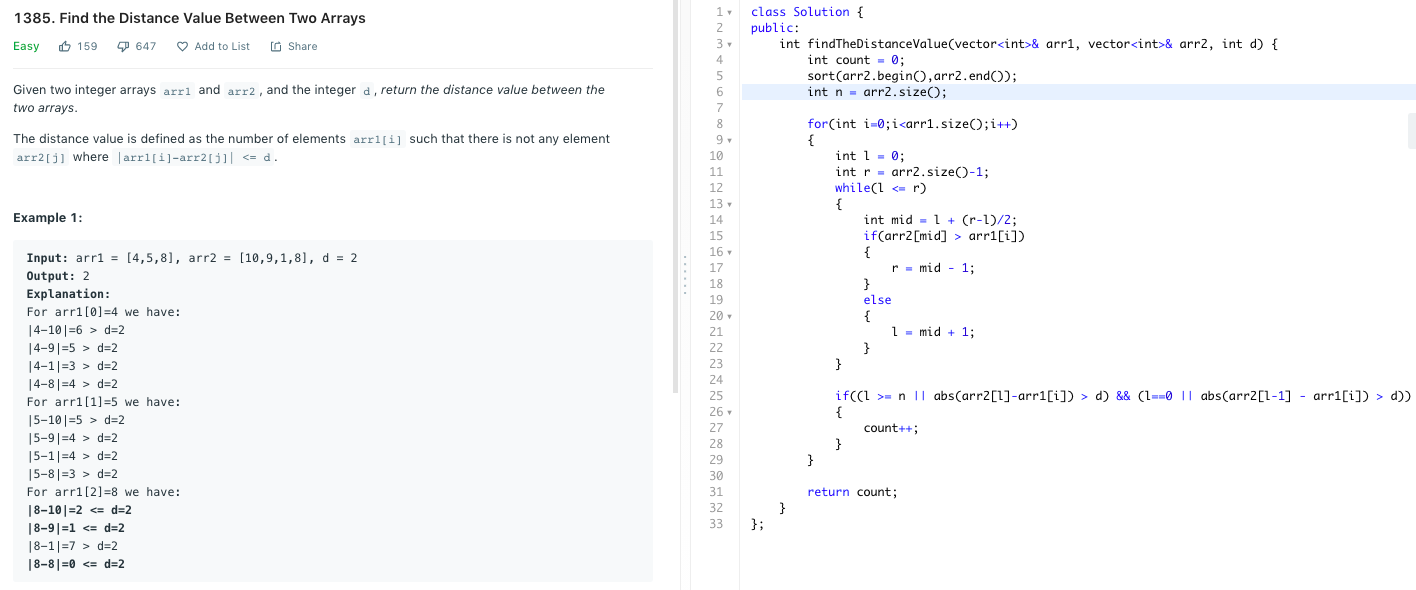 1385. Find the Distance Value Between Two Arrays
Easy 159 647 Add to List Share
Given two integer arrays arr1 and arr2, and the integer d, return the distance value between the
two arrays.
The distance value is defined as the number of elements arr1[i] such that there is not any element
arr2[j] where |arr1[i]-arr2[j]| <= d.
Example 1:
Input: arr1 = [4,5,8], arr2 = [10,9,1,8], d = 2
Output: 2
Explanation:
For arr1[0]=4 we have:
|4-10|=6 > d=2
|4-9|=5 > d=2
|4-1|=3 > d=2
|4-8|=4 > d=2
For arr1[1]=5 we have:
|5-10|=5 > d=2
|5-9|=4 > d=2
|5-1|=4 > d=2
|5-8|=3 > d=2
For arr1[2]=8 we have:
|8-10|=2 <= d=2
|8-9|=1 <= d=2
|8-1|=7 > d=2
|8-8|=0 <= d=2
1 class Solution {
2 public:
3     int findTheDistanceValue(vector<int>& arr1, vector<int>& arr2, int d) {
4         int count = 0;
5         sort(arr2.begin(),arr2.end());
6         int n = arr2.size();
7
8         for(int i=0;i<arr1.size();i++)
9         {
10             int l = 0;
11             int r = arr2.size()-1;
12             while(l <= r)
13             {
14                 int mid = l + (r-l)/2;
15                 if(arr2[mid] > arr1[i])
16                 {
17                     r = mid - 1;
18                 }
19                 else
20                 {
21                     l = mid + 1;
22                 }
23             }
24
25             if((l >= n || abs(arr2[l]-arr1[i]) > d) && (l==0 || abs(arr2[l-1] - arr1[i]) > d))
26             {
27                 count++;
28             }
29         }
30
31         return count;
32     }
33 };